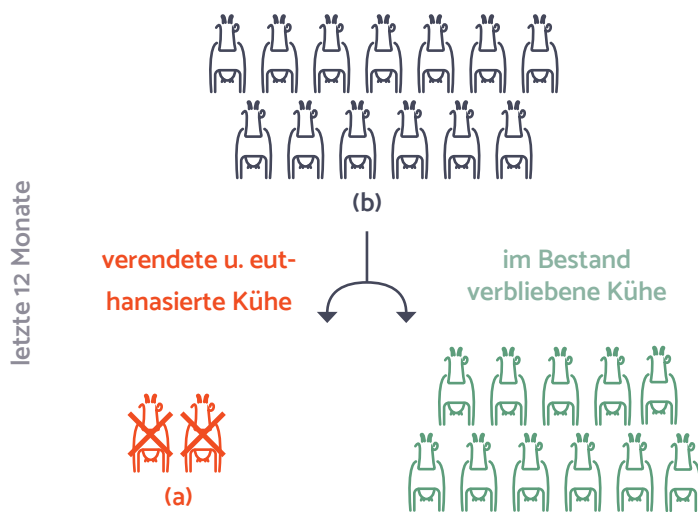 (b)
letzte 12 Monate
verendete u. eut-
hanasierte Kühe
im Bestand
verbliebene Kühe
(a)